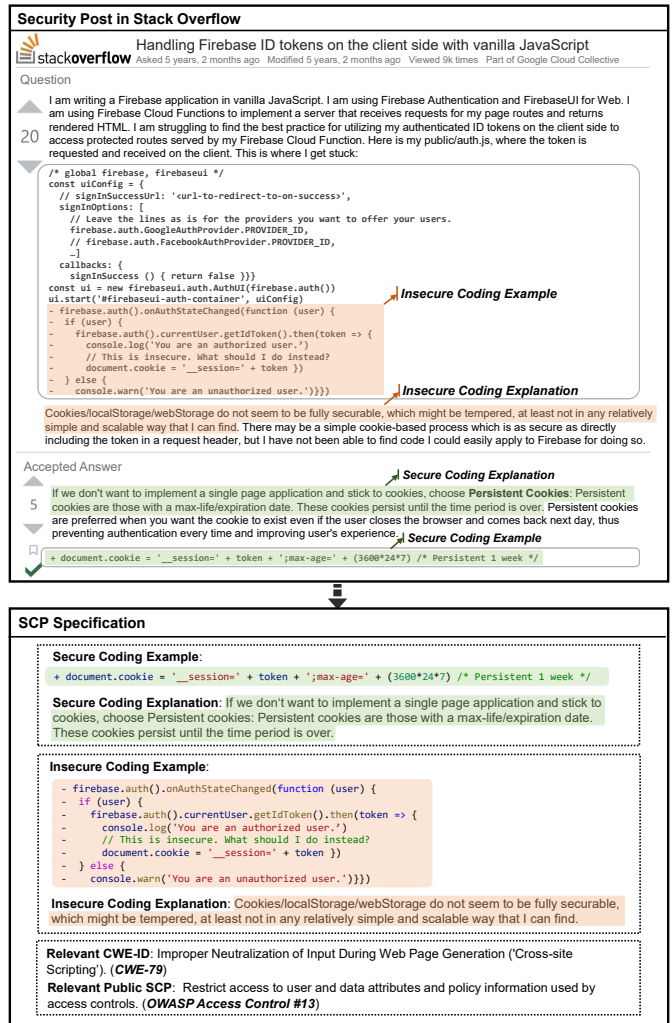 Security Post in Stack Overflow
stackoverflow
Handling Firebase ID tokens on the client side with vanilla JavaScript
Asked 5 years, 2 months ago Modified 5 years, 2 months ago Viewed 9k times Part of Google Cloud Collective
Question
20
I am writing a Firebase application in vanilla JavaScript. I am using Firebase Authentication and FirebaseUI for Web. I
am using Firebase Cloud Functions to implement a server that receives requests for my page routes and returns
rendered HTML. I am struggling to find the best practice for utilizing my authenticated ID tokens on the client side to
access protected routes served by my Firebase Cloud Function. Here is my public/auth.js, where the token is
requested and received on the client. This is where I get stuck:
/* global firebase, firebaseui */
const uiConfig = {
// signInSuccessUrl: '<url-to-redirect-to-on-success>',
signInOptions: [
// Leave the lines as is for the providers you want to offer your users.
firebase.auth.GoogleAuthProvider.PROVIDER_ID,
// firebase.auth.FacebookAuthProvider.PROVIDER_ID,
…]
callbacks: {
signInSuccess () { return false }}}
const ui = new firebaseui.auth.AuthUI(firebase.auth())
ui.start('#firebaseui-auth-container', uiConfig)
Insecure Coding Example
- firebase.auth().onAuthStateChanged(function (user) {
- if (user) {
- firebase.auth().currentUser.getIdToken().then(token => {
- console.log('You are an authorized user.’)
- // This is insecure. What should I do instead?
- document.cookie = '__session=' + token })
- } else {
- console.warn('You are an unauthorized user.')}})
Insecure Coding Explanation
Cookies/localStorage/webStorage do not seem to be fully securable, which might be tempered, at least not in any relatively
simple and scalable way that I can find. There may be a simple cookie-based process which is as secure as directly
including the token in a request header, but I have not been able to find code I could easily apply to Firebase for doing so.
Accepted Answer
5
Secure Coding Explanation
If we don't want to implement a single page application and stick to cookies, choose Persistent Cookies: Persistent
cookies are those with a max-life/expiration date. These cookies persist until the time period is over. Persistent cookies
are preferred when you want the cookie to exist even if the user closes the browser and comes back next day, thus
preventing authentication every time and improving user's experience.
Secure Coding Example
+ document.cookie = '__session=' + token + ';max-age=' + (3600*24*7) /* Persistent 1 week */
SCP Specification
Secure Coding Example:
+ document.cookie = '__session=' + token + ';max-age=' + (3600*24*7) /* Persistent 1 week */
Secure Coding Explanation: If we don't want to implement a single page application and stick to
cookies, choose Persistent cookies: Persistent cookies are those with a max-life/expiration date.
These cookies persist until the time period is over.
Insecure Coding Example:
- firebase.auth().onAuthStateChanged(function (user) {
- if (user) {
- firebase.auth().currentUser.getIdToken().then(token => {
- console.log('You are an authorized user.’)
- // This is insecure. What should I do instead?
- document.cookie = '__session=' + token })
- } else {
- console.warn('You are an unauthorized user.')}})
Insecure Coding Explanation: Cookies/localStorage/webStorage do not seem to be fully securable,
which might be tempered, at least not in any relatively simple and scalable way that I can find.
Relevant CWE-ID: Improper Neutralization of Input During Web Page Generation ('Cross-site
Scripting’). (CWE-79)
Relevant Public SCP: Restrict access to user and data attributes and policy information used by
access controls. (OWASP Access Control #13)